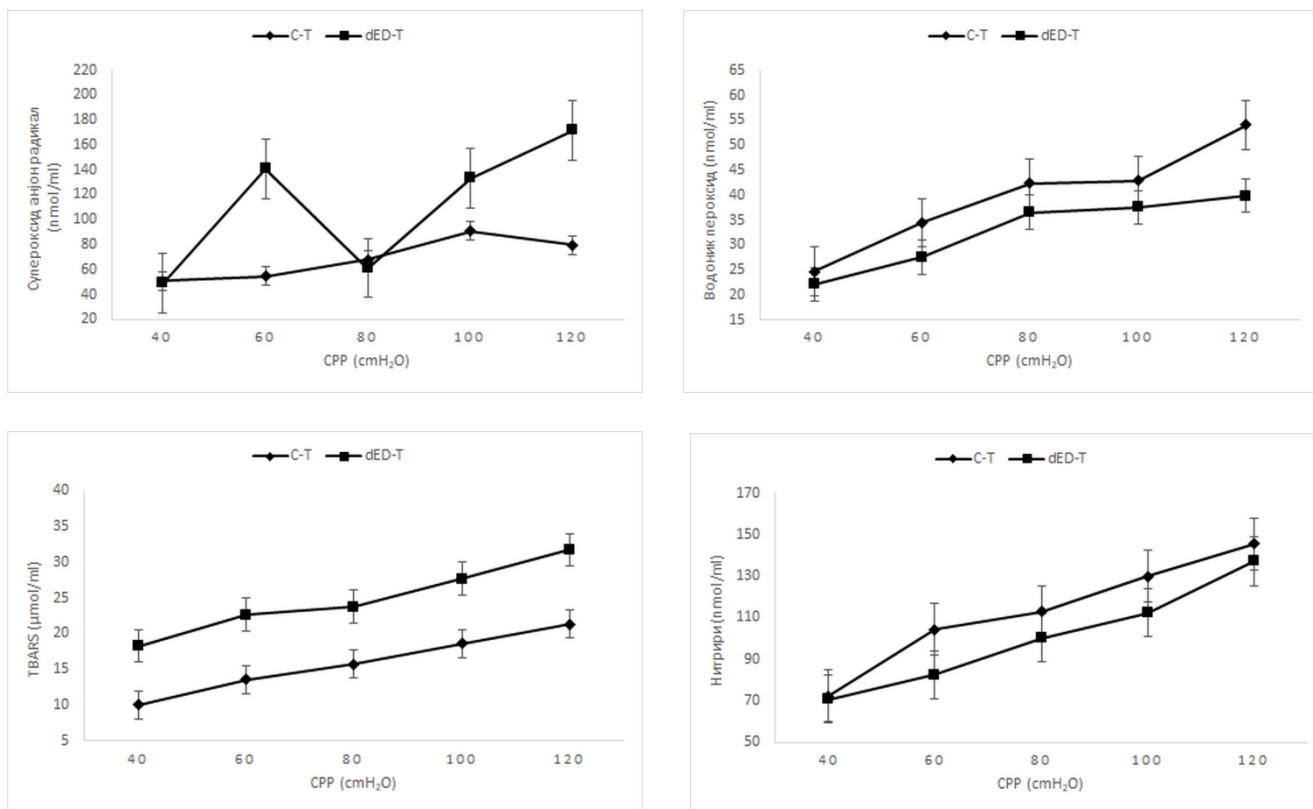 C-T dED-T
Супероксид анјон радикал
(nmol/ml)
220
200
180
160
140
120
100
80
60
40
20
40 60 80 100 120
CPP (cmH₂O)
C-T dED-T
Водоник пероксид (nmol/ml)
65
60
55
50
45
40
35
30
25
20
15
40 60 80 100 120
CPP (cmH₂O)
C-T dED-T
TBARS (μmol/ml)
40
35
30
25
20
15
10
5
40 60 80 100 120
CPP (cmH₂O)
C-T dED-T
Нитрири (nmol/ml)
170
150
130
110
90
70
50
40 60 80 100 120
CPP (cmH₂O)